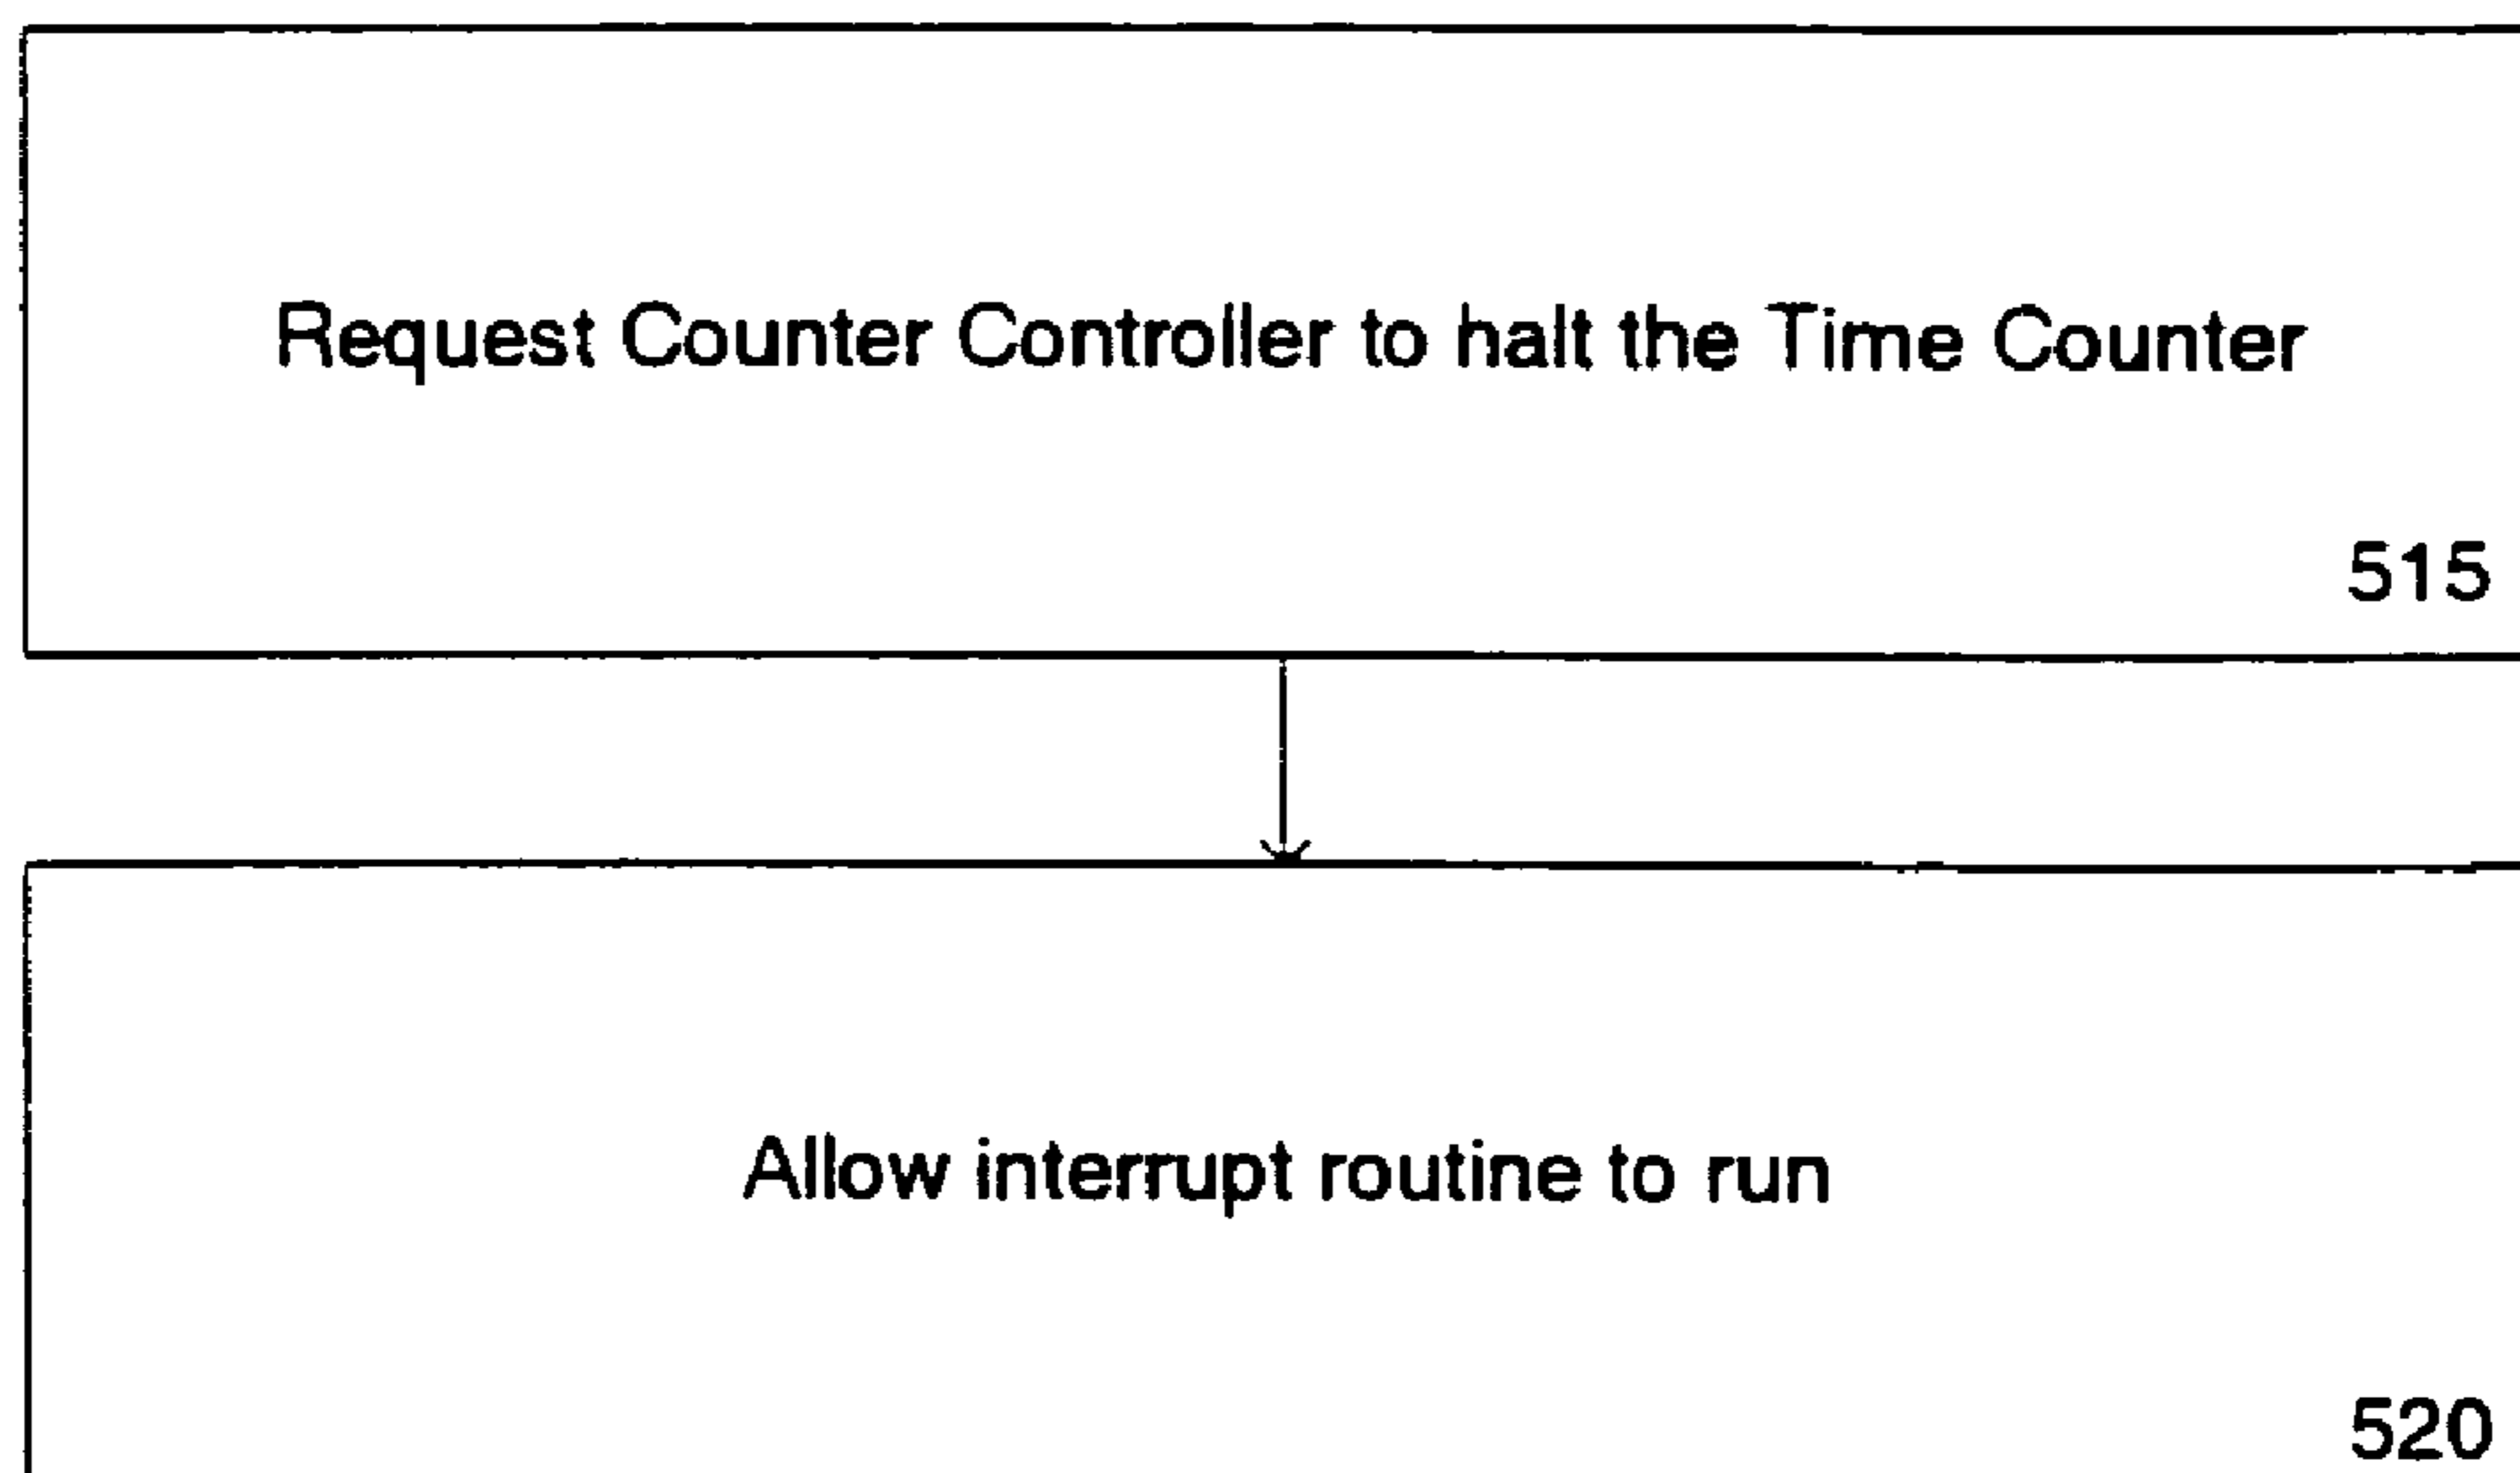 Request Counter Controller to halt the Time Counter
515
Allow interrupt routine to run
520